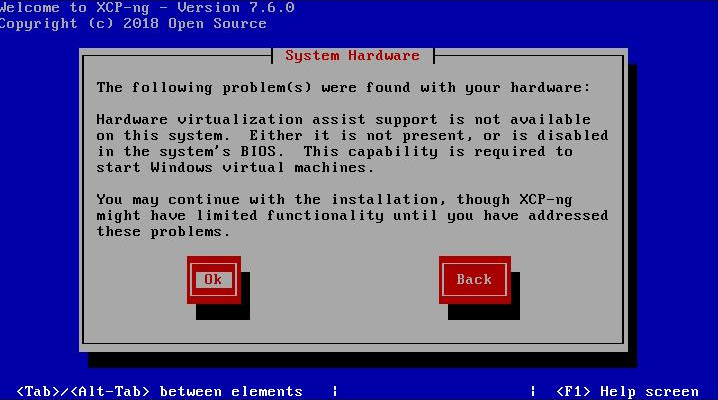 Welcome to XCP-ng - Version 7.6.0
Copyright (c) 2018 Open Source
System Hardware
The following problem(s) were found with your hardware:
Hardware virtualization assist support is not available
on this system.  Either it is not present, or is disabled
in the system's BIOS.  This capability is required to
start Windows virtual machines.
You may continue with the installation, though XCP-ng
might have limited functionality until you have addressed
these problems.
Ok Back
<Tab>/<Alt-Tab> between elements | | <F1> Help screen